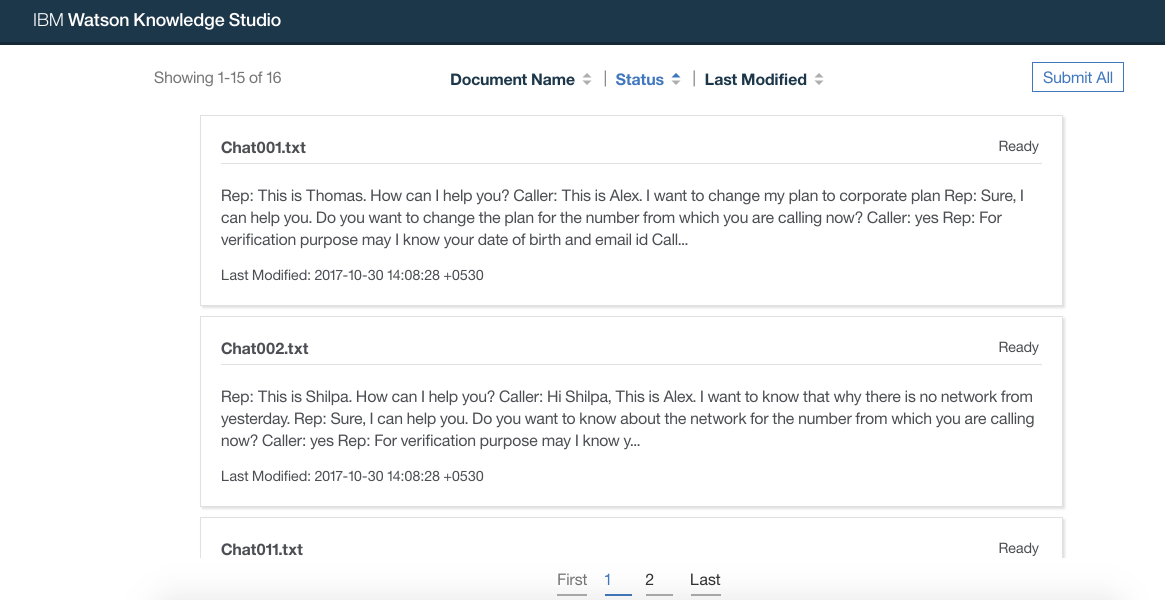 IBM Watson Knowledge Studio
Showing 1-15 of 16
Document Name | Status | Last Modified
Submit All
Chat001.txt
Ready
Rep: This is Thomas. How can I help you? Caller: This is Alex. I want to change my plan to corporate plan Rep: Sure, I
can help you. Do you want to change the plan for the number from which you are calling now? Caller: yes Rep: For
verification purpose may I know your date of birth and email id Call...
Last Modified: 2017-10-30 14:08:28 +0530
Chat002.txt
Ready
Rep: This is Shilpa. How can I help you? Caller: Hi Shilpa, This is Alex. I want to know that why there is no network from
yesterday. Rep: Sure, I can help you. Do you want to know about the network for the number from which you are calling
now? Caller: yes Rep: For verification purpose may I know y...
Last Modified: 2017-10-30 14:08:28 +0530
Chat011.txt
Ready
First 1 2 Last